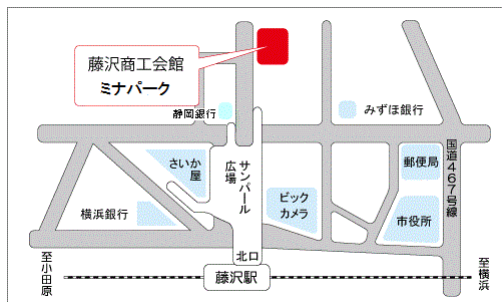 藤沢商工会館
ミナパーク
静岡銀行
みずほ銀行
さいか
屋
サンパール
広場
国道467号線
郵便局
横浜銀行
ビック
カメラ
市役所
北口
至小田原
藤沢駅
至横浜